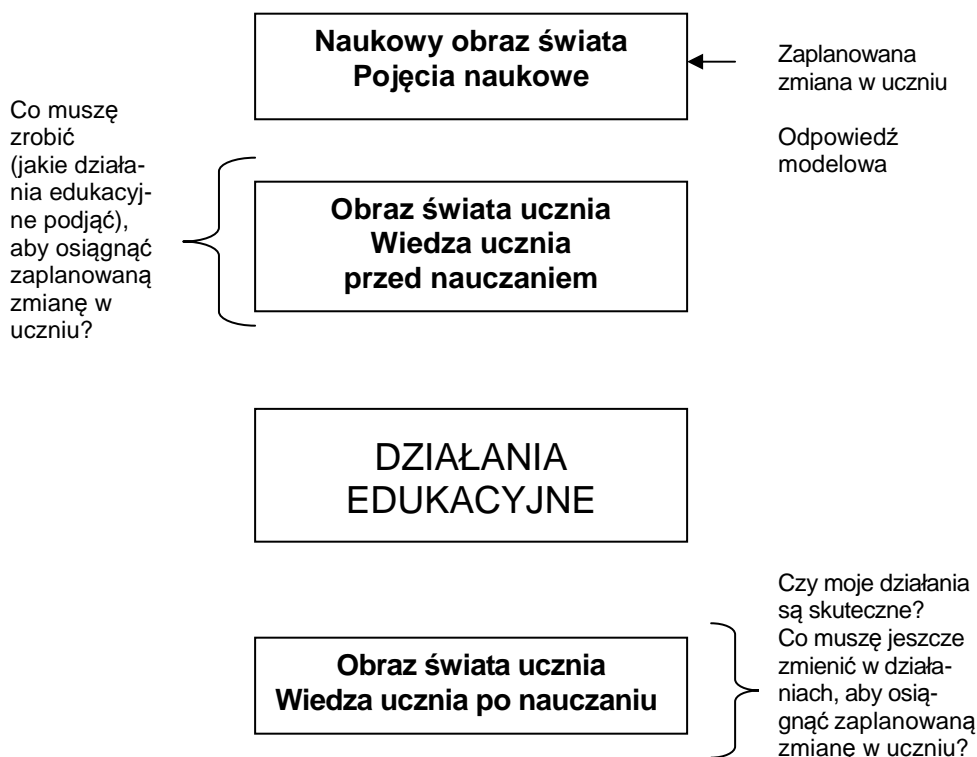 Naukowy obraz świata
Pojęcia naukowe
Zaplanowana
zmiana w uczniu
Odpowiedź
modelowa
Co muszę
zrobić
(jakie działa-
nia edukacyj-
ne podjąć),
aby osiągnąć
zaplanowaną
zmianę w
uczniu?
Obraz świata ucznia
Wiedza ucznia
przed nauczaniem
DZIAŁANIA
EDUKACYJNE
Obraz świata ucznia
Wiedza ucznia po nauczaniu
Czy moje działania
są skuteczne?
Co muszę jeszcze
zmienić w działa-
niach, aby osią-
gnąć zaplanowaną
zmianę w uczniu?